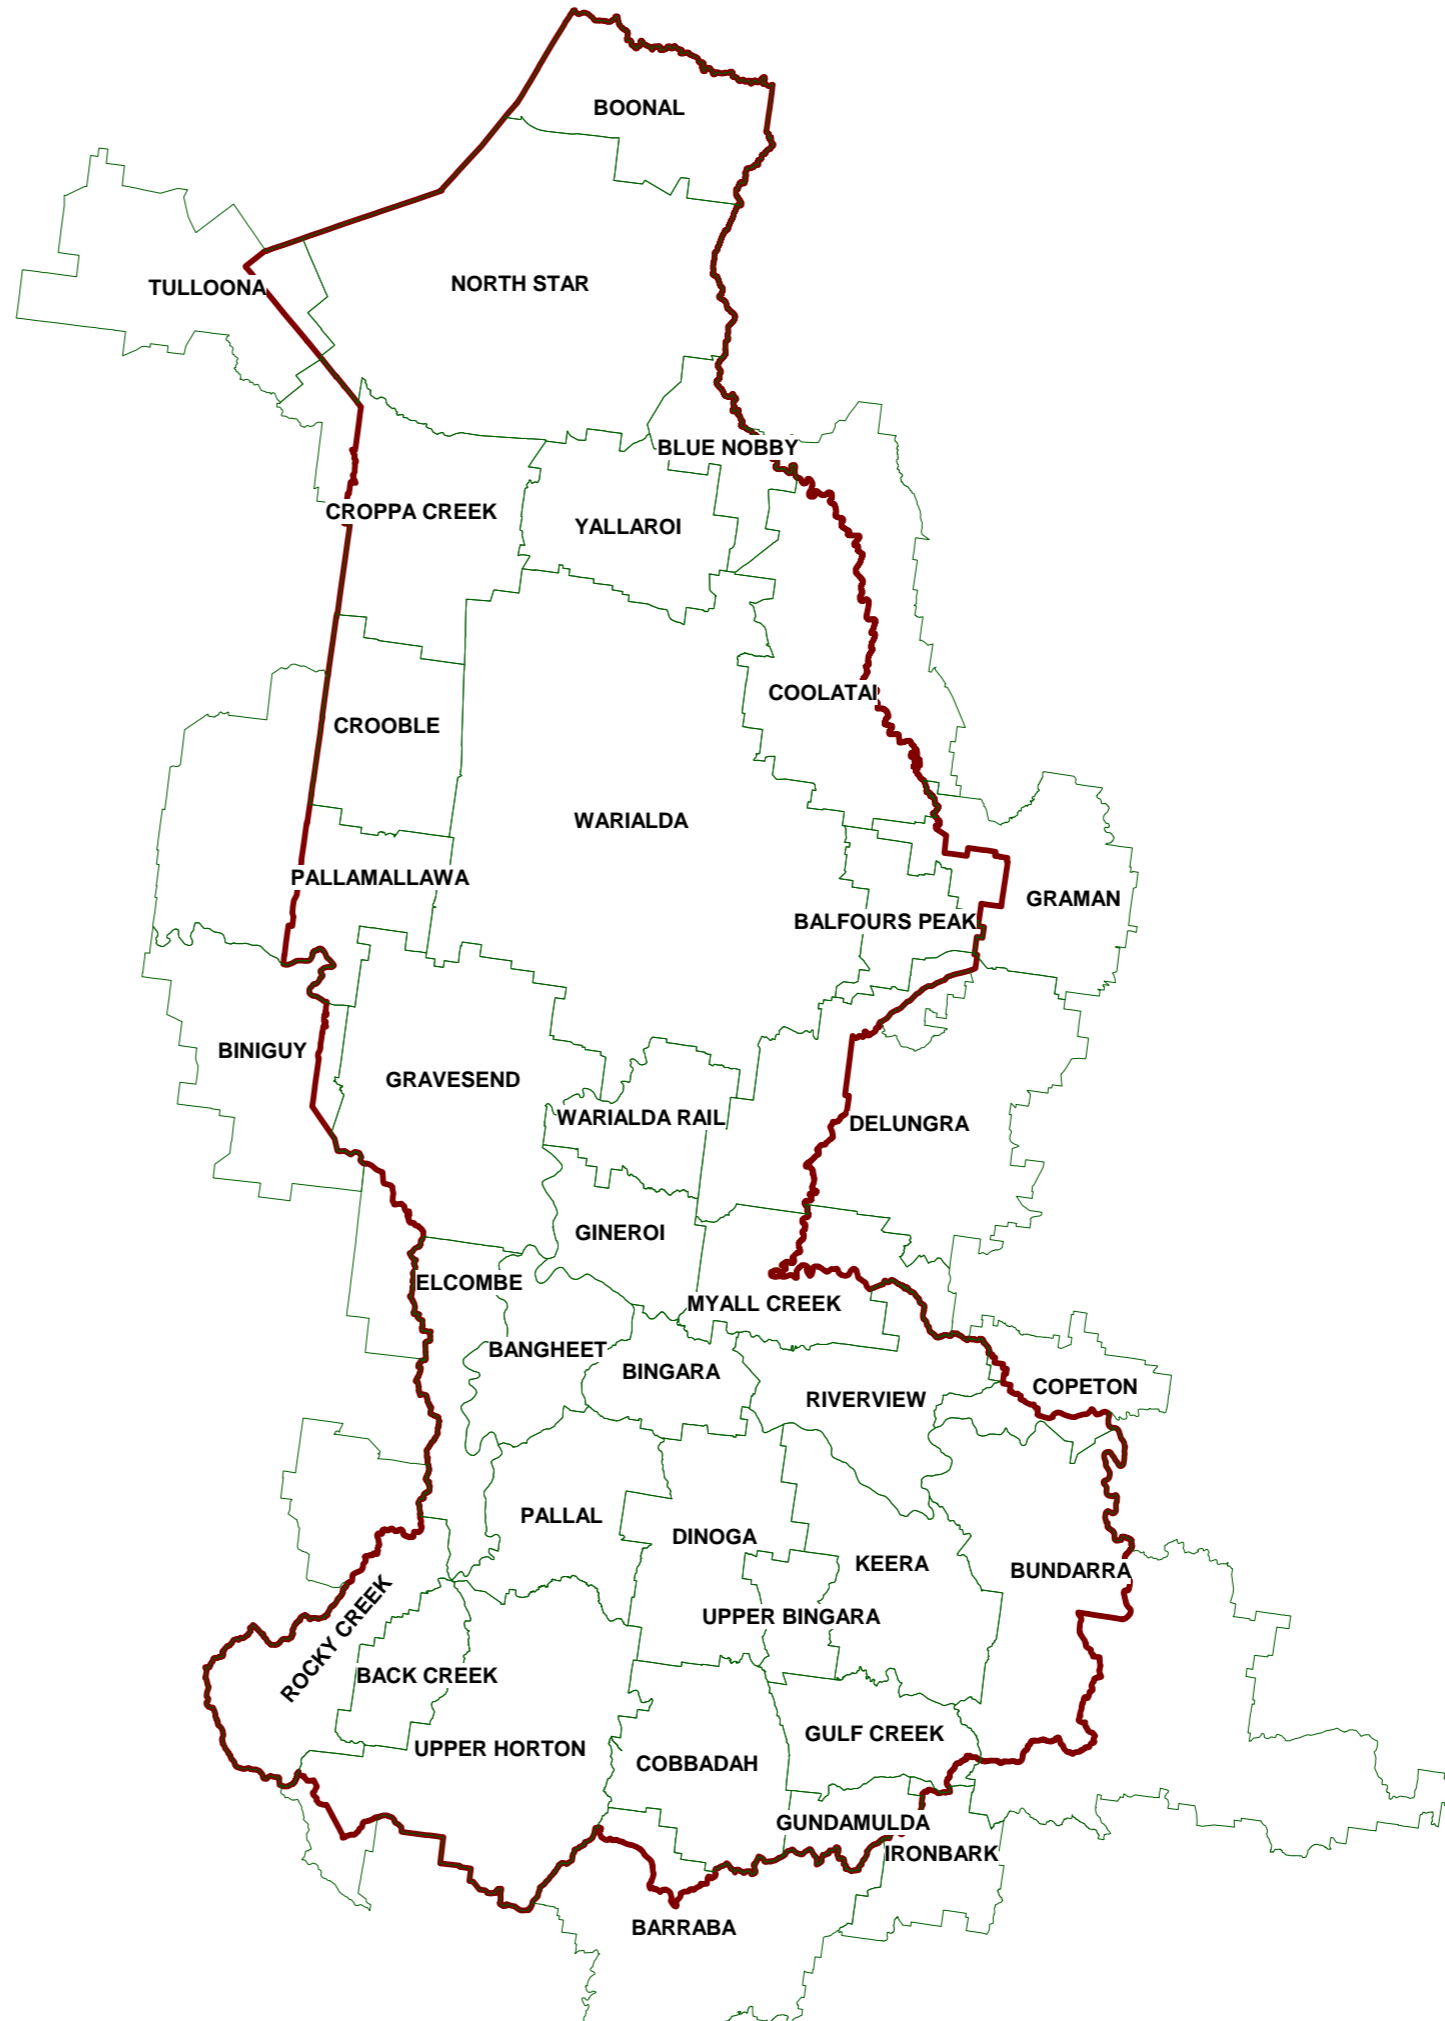 BOONAL
NORTH STAR
TULLOONA
BLUE NOBBY
CROPPA CREEK
YALLAROI
COOLATAI
CROOBLE
WARIALDA
PALLAMALLAWA
GRAMAN
BALFOURS PEAK
BINIGUY
GRAVESEND
WARIALDA RAIL
DELUNGRA
GINEROI
ELCOMBE
MYALL CREEK
BANGHEET
BINGARA
COPETON
RIVERVIEW
PALLAL
DINOGA
KEERA
BUNDARRA
UPPER BINGARA
ROCKY CREEK
BACK CREEK
GULF CREEK
UPPER HORTON
COBBADAH
GUNDAMULDA
IRONBARK
BARRABA